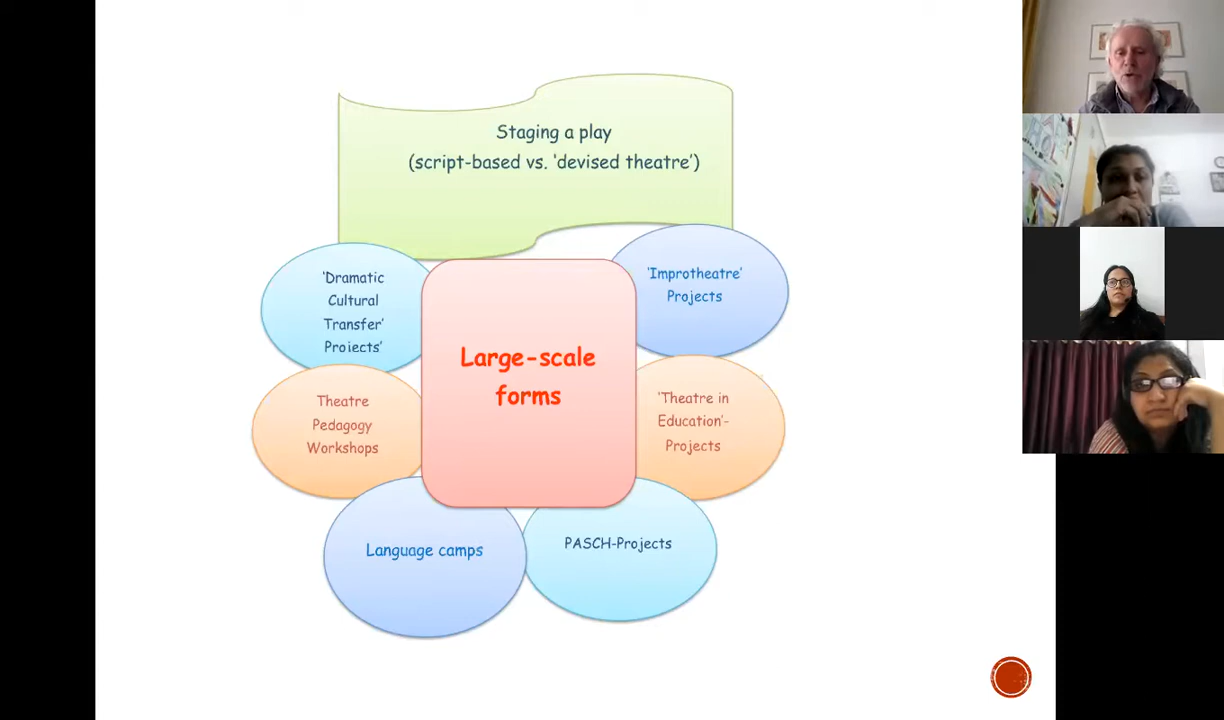 Staging a play
(script-based vs. ‘devised theatre’)
‘Dramatic
Cultural
Transfer’
Projects’
‘Improtheatre’
Projects
Large-scale
forms
Theatre
Pedagogy
Workshops
‘Theatre in
Education’-
Projects
Language camps
PASCH-Projects